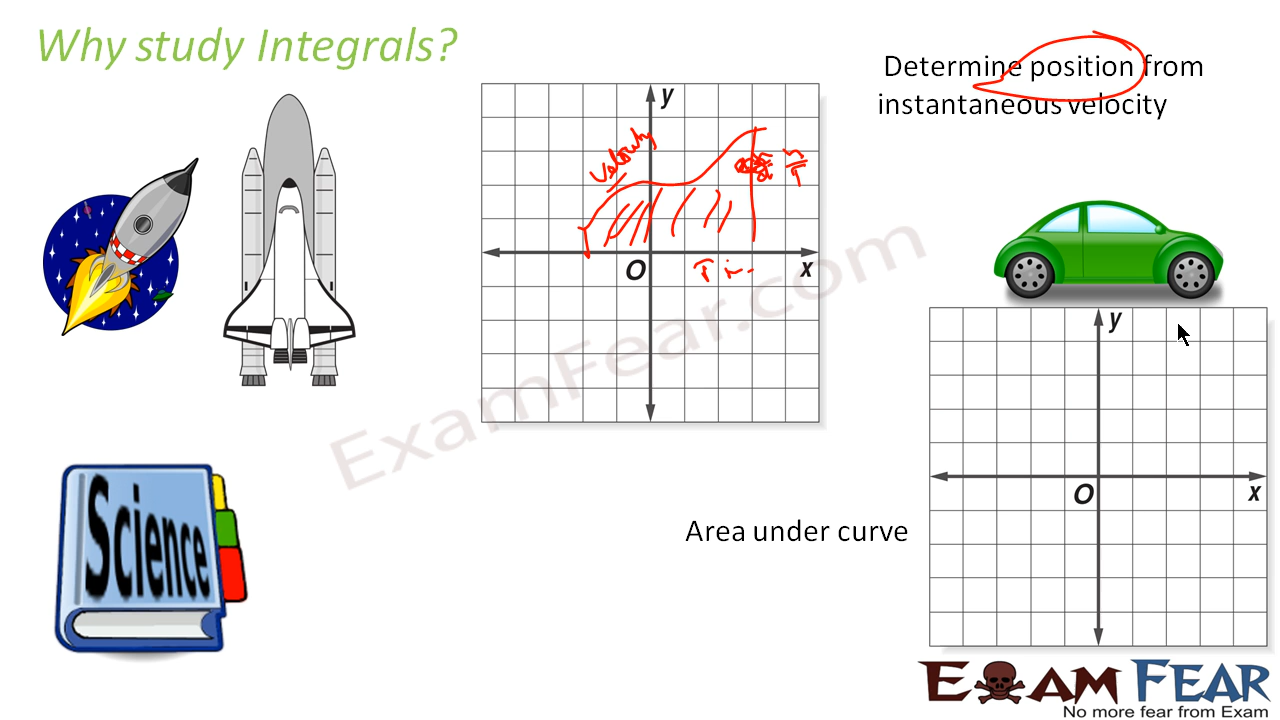 Why study Integrals?
Determine position from
instantaneous velocity
y
velocity
O
x
Science
Area under curve
y
O
x
ExamFear.com
EXAM FEAR
No more fear from Exam